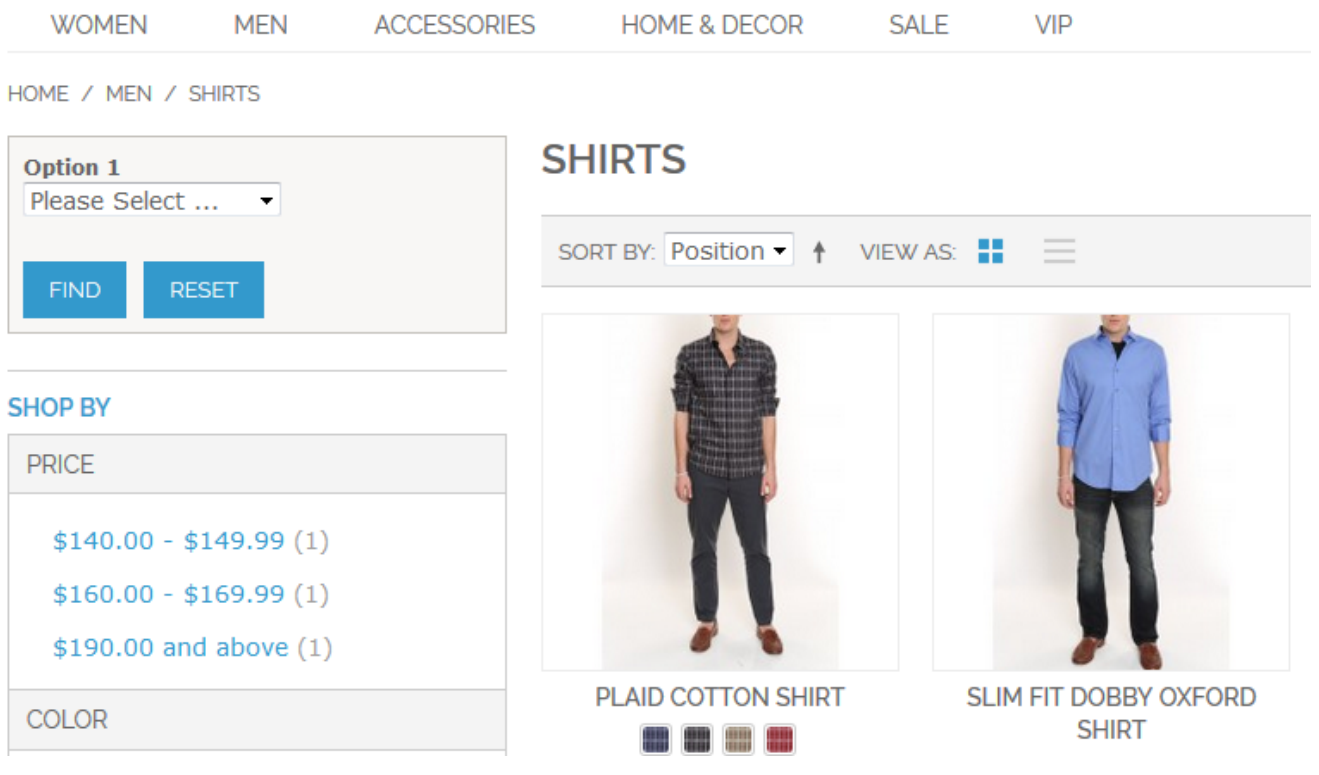 WOMEN MEN ACCESSORIES HOME & DECOR SALE VIP
HOME / MEN / SHIRTS
Option 1
Please Select ...
FIND RESET
SHOP BY
PRICE
$140.00 - $149.99 (1)
$160.00 - $169.99 (1)
$190.00 and above (1)
COLOR
SHIRTS
SORT BY: Position VIEW AS:
PLAID COTTON SHIRT
SLIM FIT DOBBY OXFORD
SHIRT